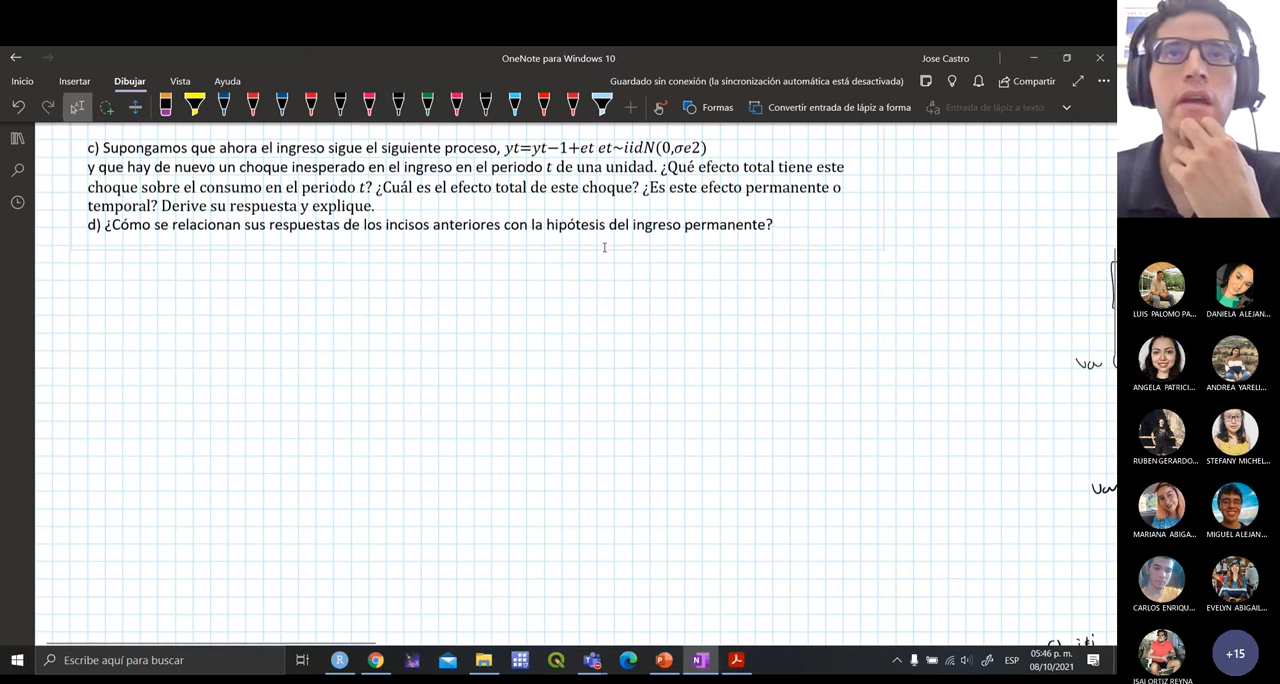 OneNote para Windows 10
Jose Castro
Inicio
Insertar
Dibujar
Vista
Ayuda
Guardado sin conexión (la sincronización automática está desactivada)
Compartir
Formas
Convertir entrada de lápiz a forma
Entrada de lápiz a texto
c) Supongamos que ahora el ingreso sigue el siguiente proceso, yt=yt−1+et et~iidN(0,σe2)
y que hay de nuevo un choque inesperado en el ingreso en el periodo t de una unidad. ¿Qué efecto total tiene este
choque sobre el consumo en el periodo t? ¿Cuál es el efecto total de este choque? ¿Es este efecto permanente o
temporal? Derive su respuesta y explique.
d) ¿Cómo se relacionan sus respuestas de los incisos anteriores con la hipótesis del ingreso permanente?
va
LUIS PALOMO PA...
DANIELA ALEJAN...
ANGELA PATRICI...
ANDREA YARELI...
RUBEN GERARDO...
STEFANY MICHEL...
MARIANA ABIGA...
MIGUEL ALEJAN...
CARLOS ENRIQU...
EVELYN ABIGAIL...
ISAI ORTIZ REYNA
+15
Escribe aquí para buscar
ESP
05:46 p. m.
08/10/2021